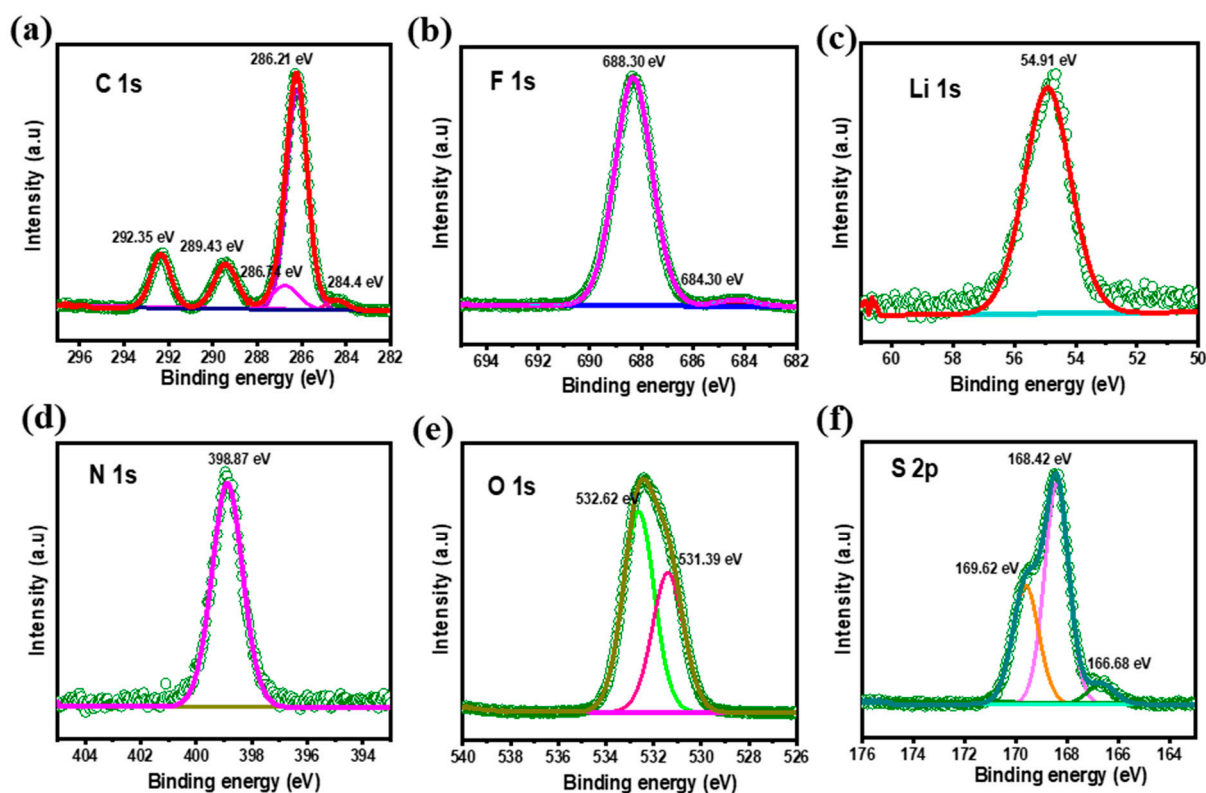 (a)
C 1s
286.21 eV
292.35 eV
289.43 eV
286.74 eV
284.4 eV
Intensity (a.u)
296 294 292 290 288 286 284 282
Binding energy (eV)
(b)
F 1s
688.30 eV
684.30 eV
Intensity (a.u)
694 692 690 688 686 684 682
Binding energy (eV)
(c)
Li 1s
54.91 eV
Intensity (a.u)
60 58 56 54 52 50
Binding energy (eV)
(d)
N 1s
398.87 eV
Intensity (a.u)
404 402 400 398 396 394
Binding energy (eV)
(e)
O 1s
532.62 eV
531.39 eV
Intensity (a.u)
540 538 536 534 532 530 528 526
Binding energy (eV)
(f)
S 2p
168.42 eV
169.62 eV
166.68 eV
Intensity (a.u)
176 174 172 170 168 166 164
Binding energy (eV)